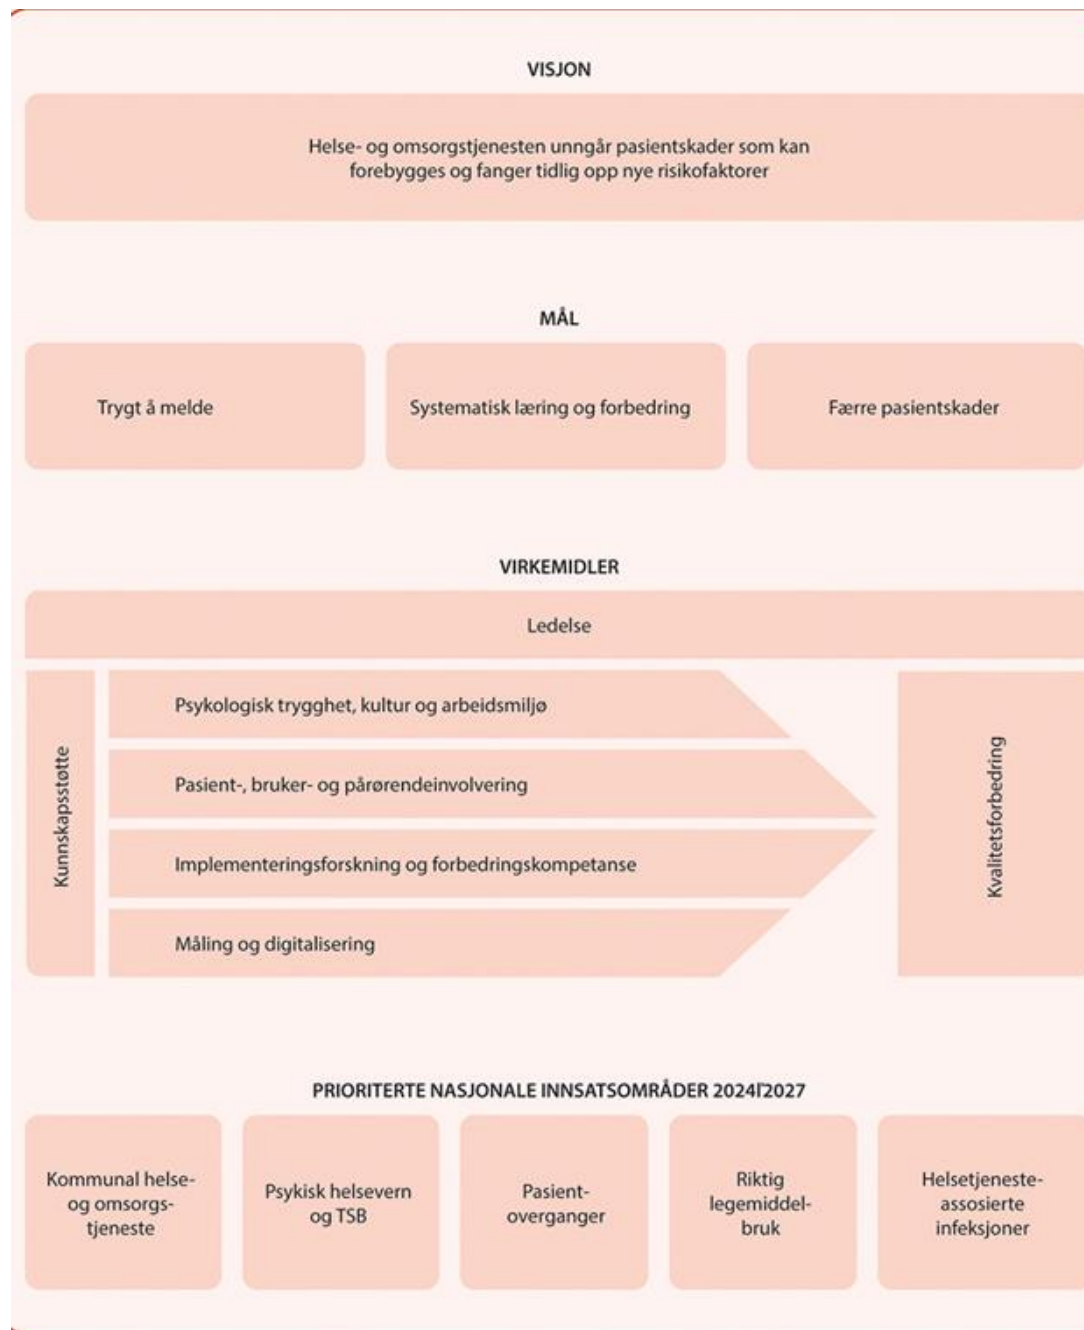 VISJON
Helse- og omsorgstjenesten unngår pasientskader som kan
forebygges og fanger tidlig opp nye risikofaktorer
MÅL
Trygt å melde
Systematisk læring og forbedring
Færre pasientskader
VIRKEMIDLER
Ledelse
Kunnskapsstøtte
Psykologisk trygghet, kultur og arbeidsmiljø
Pasient-, bruker- og pårørendeinvolvering
Implementeringsforskning og forbedringskompetanse
Måling og digitalisering
Kvalitetsforbedring
PRIORITERTE NASJONALE INNSATSOMRÅDER 2024Ґ2027
Kommunal helse-
og omsorgs-
tjeneste
Psykisk helsevern
og TSB
Pasient-
overganger
Riktig
legemiddel-
bruk
Helsetjeneste-
assosierte
infeksjoner